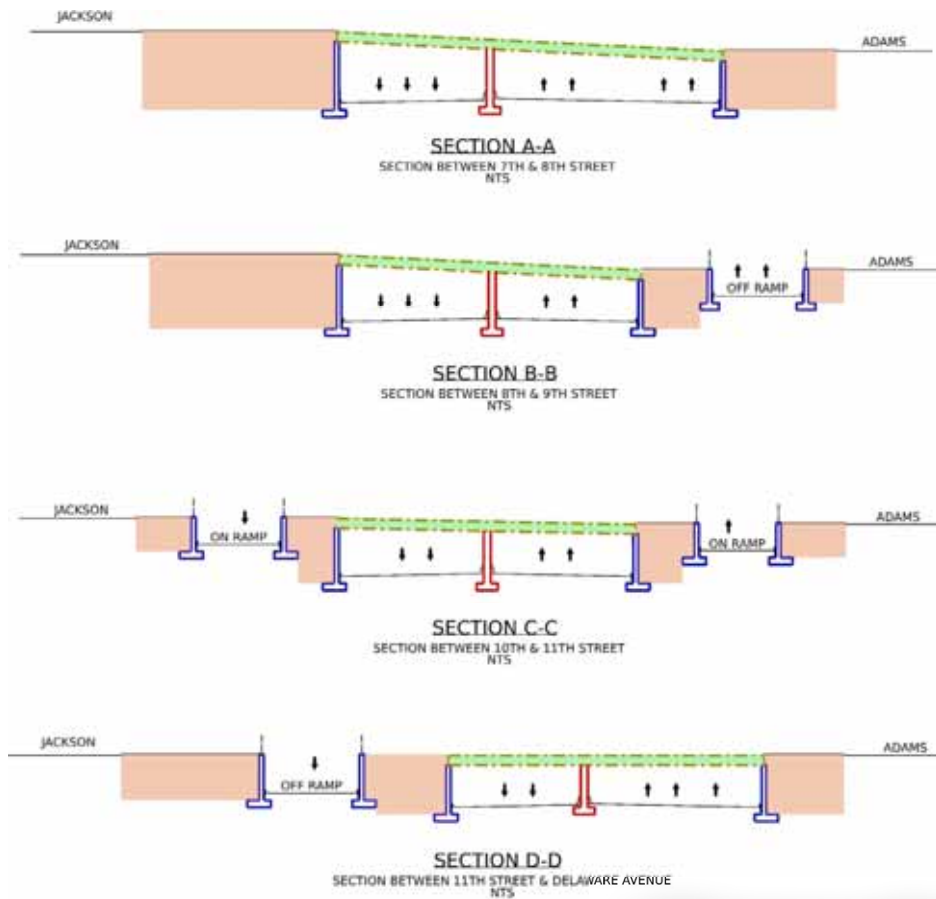 JACKSON
ADAMS
SECTION A-A
SECTION BETWEEN 7TH & 8TH STREET
NTS
JACKSON
ADAMS
OFF RAMP
SECTION B-B
SECTION BETWEEN 8TH & 9TH STREET
NTS
JACKSON
ADAMS
ON RAMP
ON RAMP
SECTION C-C
SECTION BETWEEN 10TH & 11TH STREET
NTS
JACKSON
ADAMS
OFF RAMP
SECTION D-D
SECTION BETWEEN 11TH STREET & DELAWARE AVENUE
NTS